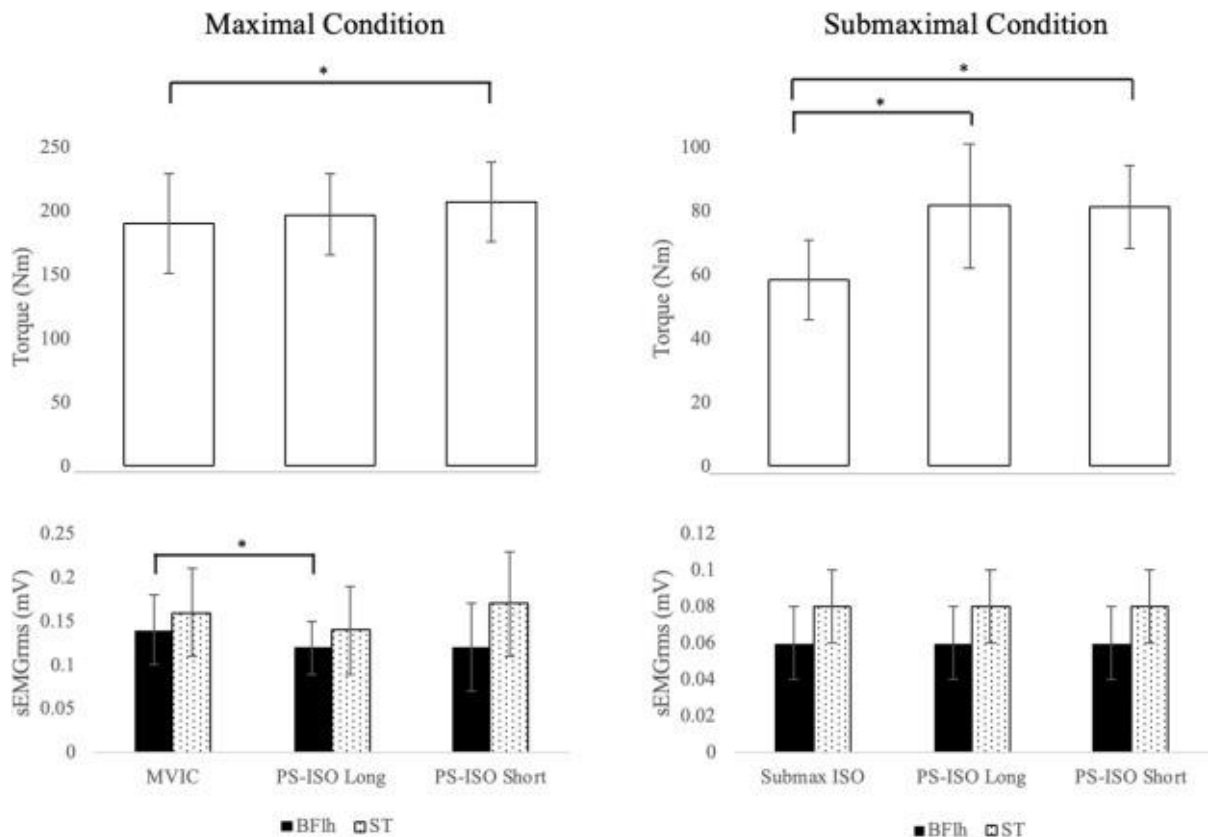 Maximal Condition
*
250
200
150
100
50
0
Torque (Nm)
*
0.25
0.2
0.15
0.1
0.05
0
sEMGrms (mV)
MVIC PS-ISO Long PS-ISO Short
BFlh ST
Submaximal Condition
*
*
100
80
60
40
20
0
Torque (Nm)
0.12
0.1
0.08
0.06
0.04
0.02
0
sEMGrms (mV)
Submax ISO PS-ISO Long PS-ISO Short
BFlh ST